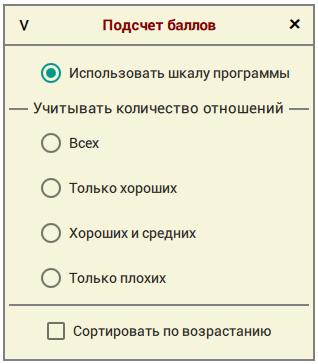 V Подсчет баллов ×
Использовать шкалу программы
Учитывать количество отношений
Всех
Только хороших
Хороших и средних
Только плохих
Сортировать по возрастанию